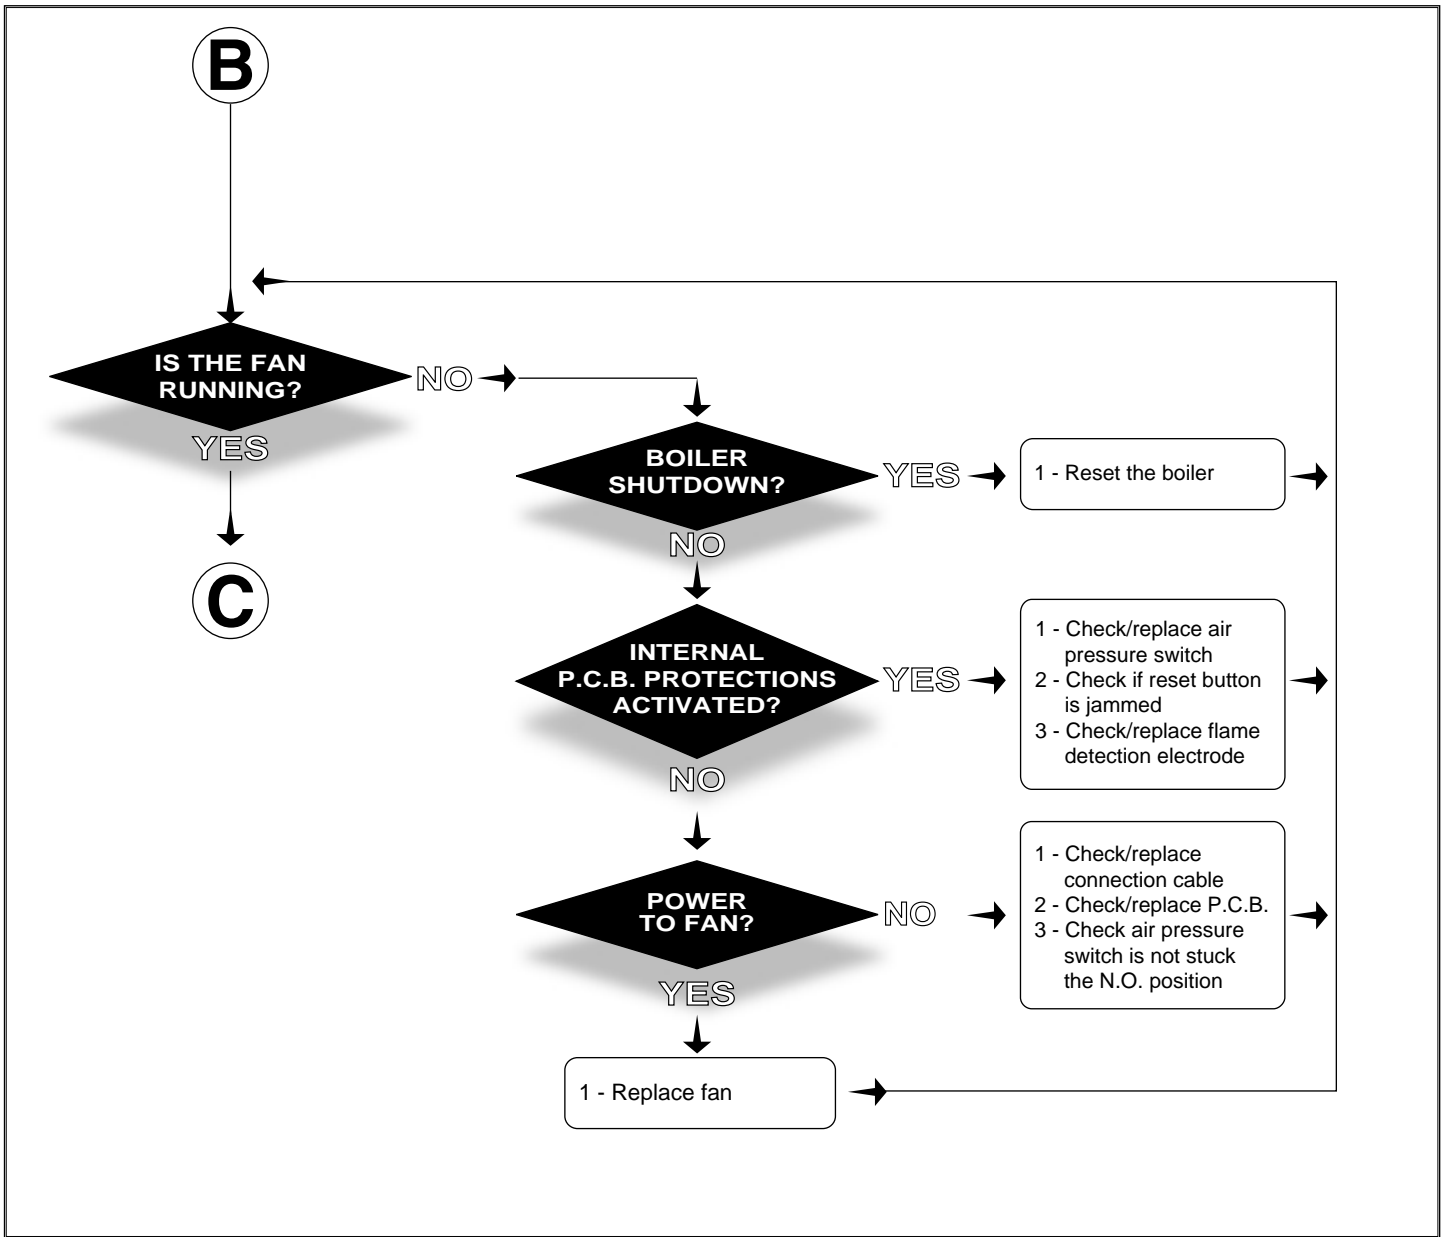 B
IS THE FAN
RUNNING?
NO
YES
C
BOILER
SHUTDOWN?
YES
1 - Reset the boiler
NO
INTERNAL
P.C.B. PROTECTIONS
ACTIVATED?
YES
1 - Check/replace air
pressure switch
2 - Check if reset button
is jammed
3 - Check/replace flame
detection electrode
NO
POWER
TO FAN?
NO
1 - Check/replace
connection cable
2 - Check/replace P.C.B.
3 - Check air pressure
switch is not stuck
the N.O. position
YES
1 - Replace fan